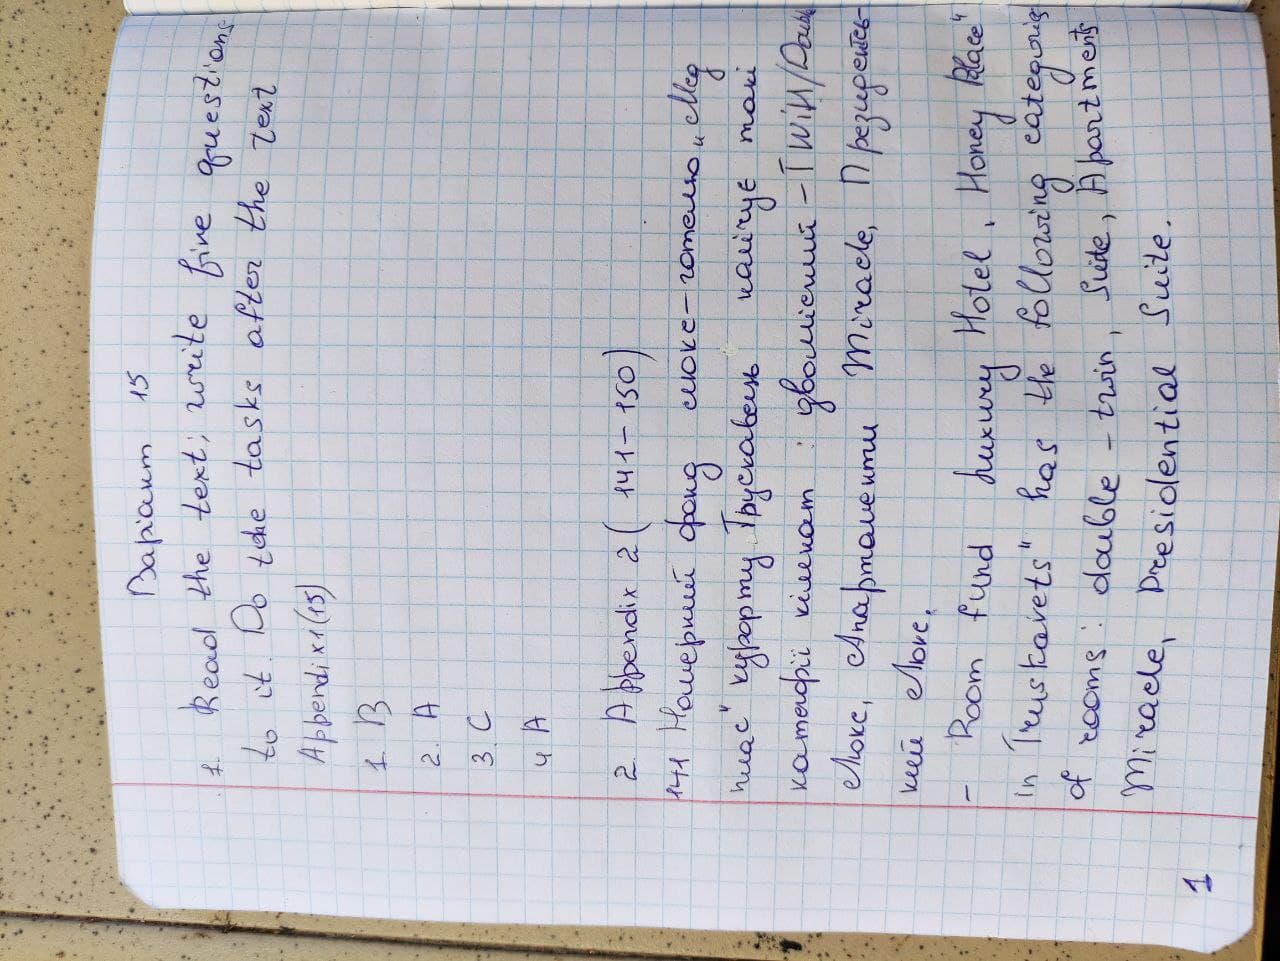 Варіант 15
1. Read the text; write five questions
to it. Do the tasks after the text
Appendix 1 (15)
1. B
2. A
3. C
4 A
2. Appendix 2 (141-150)
141 Номерний фонд люкс-готелю „Мед
плас" курорту Трускавець налічує такі
категорії кімнат: двомісний - TWIN/Double
Люкс, Апартаменти Miracle, Президентсь-
кий Люкс.
- Room fund Luxury Hotel „Honey Place"
in Truskavets" has the following categories
of rooms: double - twin, Suite, Apartments
Miracle, Presidential Suite.
1